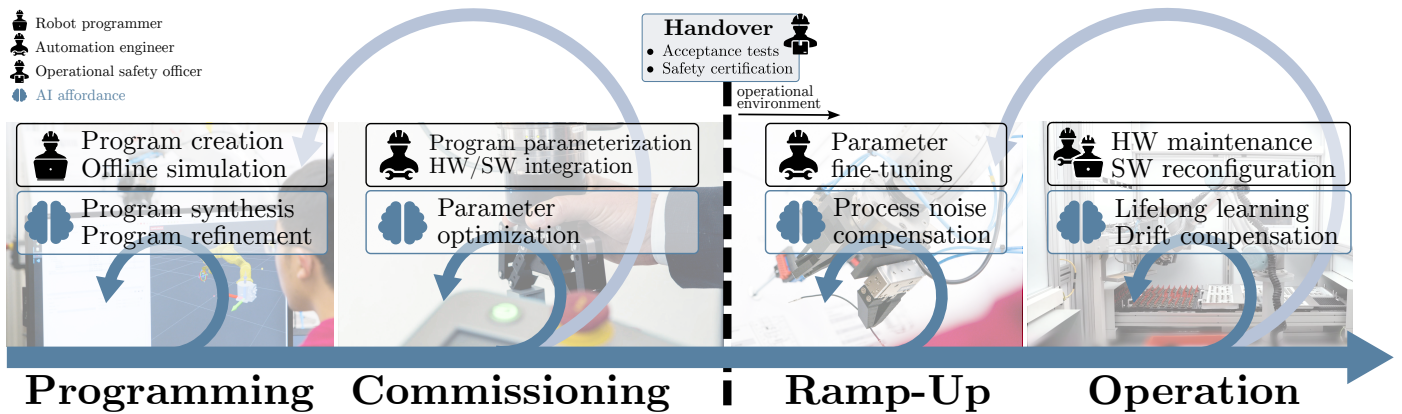 Robot programmer
Automation engineer
Operational safety officer
AI affordance
Handover
• Acceptance tests
• Safety certification
operational
environment
Program creation
Offline simulation
Program synthesis
Program refinement
Program parameterization
HW/SW integration
Parameter
optimization
Parameter
fine-tuning
Process noise
compensation
HW maintenance
SW reconfiguration
Lifelong learning
Drift compensation
Programming
Commissioning
Ramp-Up
Operation